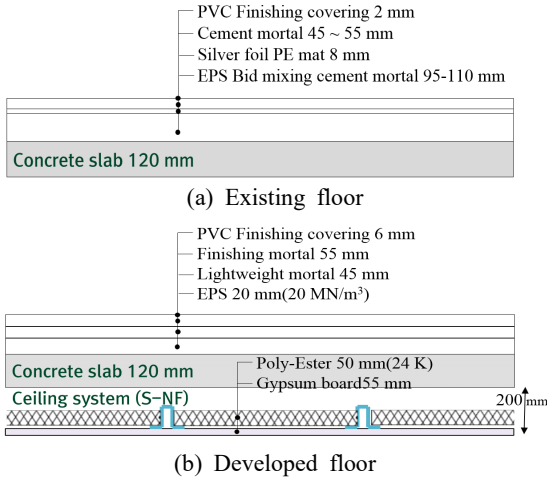 PVC Finishing covering 2 mm
Cement mortal 45 ~ 55 mm
Silver foil PE mat 8 mm
EPS Bid mixing cement mortal 95-110 mm
Concrete slab 120 mm
(a) Existing floor
PVC Finishing covering 6 mm
Finishing mortal 55 mm
Lightweight mortal 45 mm
EPS 20 mm(20 MN/m³)
Concrete slab 120 mm
Poly-Ester 50 mm(24 K)
Gypsum board55 mm
Ceiling system (S-NF)
200 mm
(b) Developed floor